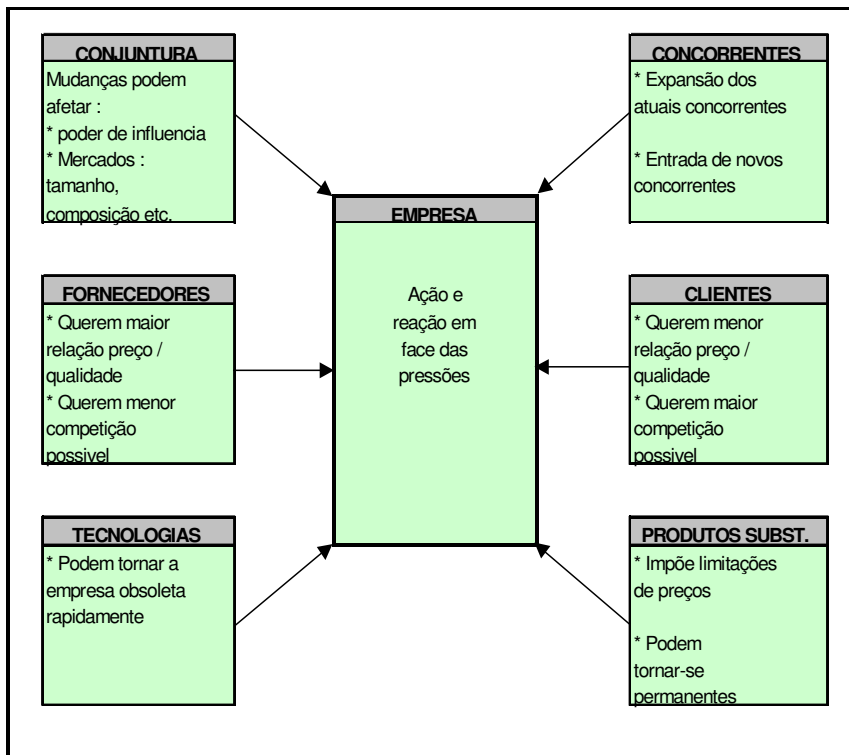 CONJUNTURA
Mudanças podem
afetar :
* poder de influencia
* Mercados :
tamanho,
composição etc.
FORNECEDORES
* Querem maior
relação preço /
qualidade
* Querem menor
competição
possivel
TECNOLOGIAS
* Podem tornar a
empresa obsoleta
rapidamente
EMPRESA
Ação e
reação em
face das
pressões
CONCORRENTES
* Expansão dos
atuais concorrentes
* Entrada de novos
concorrentes
CLIENTES
* Querem menor
relação preço /
qualidade
* Querem maior
competição
possivel
PRODUTOS SUBST.
* Impõe limitações
de preços
* Podem
tornar-se
permanentes